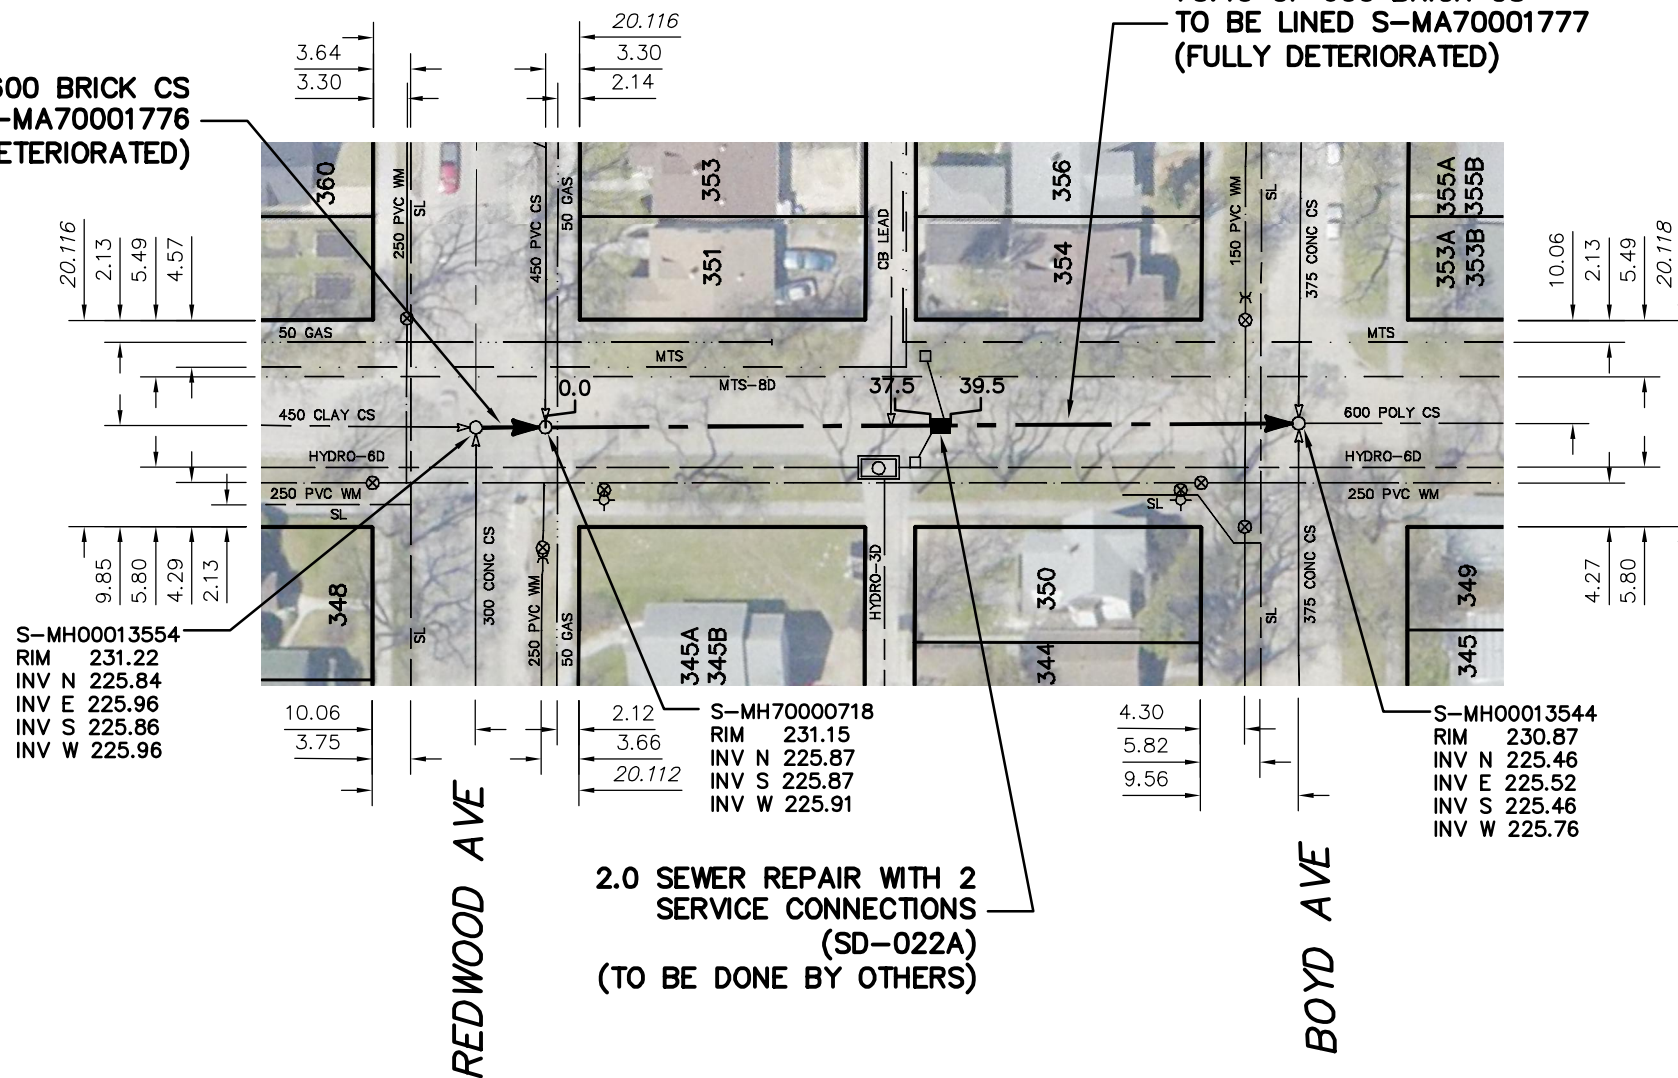 20.116
3.64
3.30
3.30
2.14
TO BE LINED S-MA70001777
(FULLY DETERIORATED)
600 BRICK CS
-MA70001776
ETERIORATED)
20.116
2.13
5.49
4.57
360
250 PVC WM
SL
450 PVC CS
50 GAS
353
351
CB LEAD
356
354
150 PVC WM
SL
375 CONC CS
355A
355B
353A
353B
10.06
2.13
5.49
20.118
50 GAS
MTS
MTS
MTS-8D
0.0
37.5
39.5
450 CLAY CS
600 POLY CS
HYDRO-6D
HYDRO-6D
250 PVC WM
250 PVC WM
SL
SL
9.85
5.80
4.29
2.13
348
SL
300 CONC CS
250 PVC WM
50 GAS
345A
345B
HYDRO-3D
350
344
SL
375 CONC CS
349
345
4.27
5.80
S-MH00013554
RIM 231.22
INV N 225.84
INV E 225.96
INV S 225.86
INV W 225.96
10.06
3.75
2.12
3.66
20.112
S-MH70000718
RIM 231.15
INV N 225.87
INV S 225.87
INV W 225.91
4.30
5.82
9.56
S-MH00013544
RIM 230.87
INV N 225.46
INV E 225.52
INV S 225.46
INV W 225.76
2.0 SEWER REPAIR WITH 2
SERVICE CONNECTIONS
(SD-022A)
(TO BE DONE BY OTHERS)
REDWOOD AVE
BOYD AVE